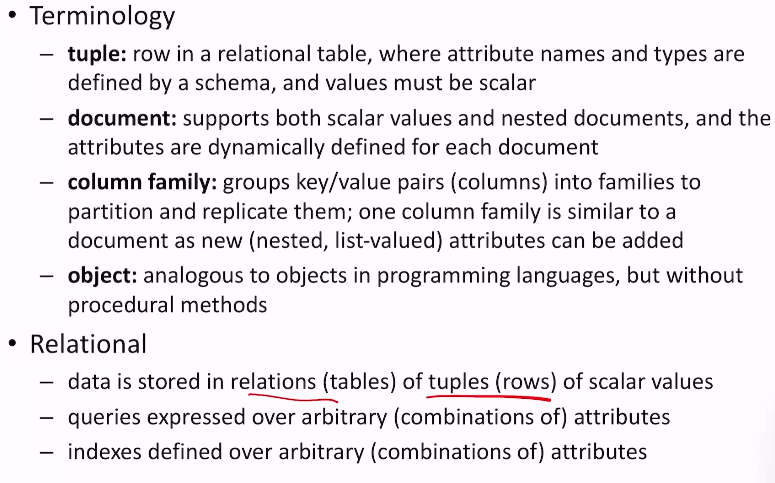 • Terminology
– tuple: row in a relational table, where attribute names and types are
defined by a schema, and values must be scalar
– document: supports both scalar values and nested documents, and the
attributes are dynamically defined for each document
– column family: groups key/value pairs (columns) into families to
partition and replicate them; one column family is similar to a
document as new (nested, list-valued) attributes can be added
– object: analogous to objects in programming languages, but without
procedural methods
• Relational
– data is stored in relations (tables) of tuples (rows) of scalar values
– queries expressed over arbitrary (combinations of) attributes
– indexes defined over arbitrary (combinations of) attributes